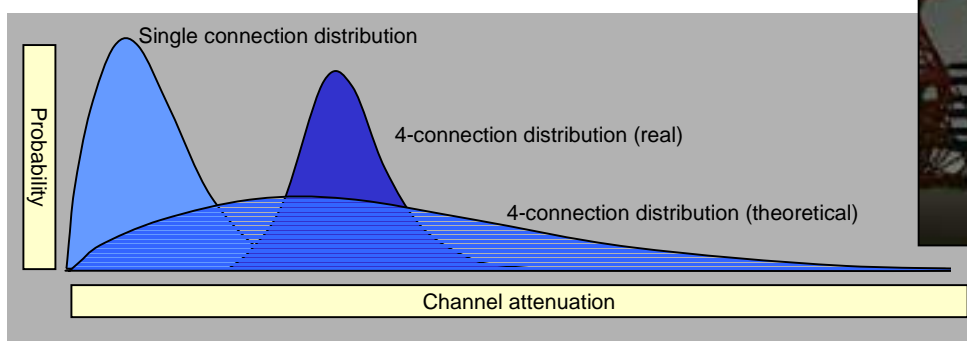 Single connection distribution
Probability
4-connection distribution (real)
4-connection distribution (theoretical)
Channel attenuation